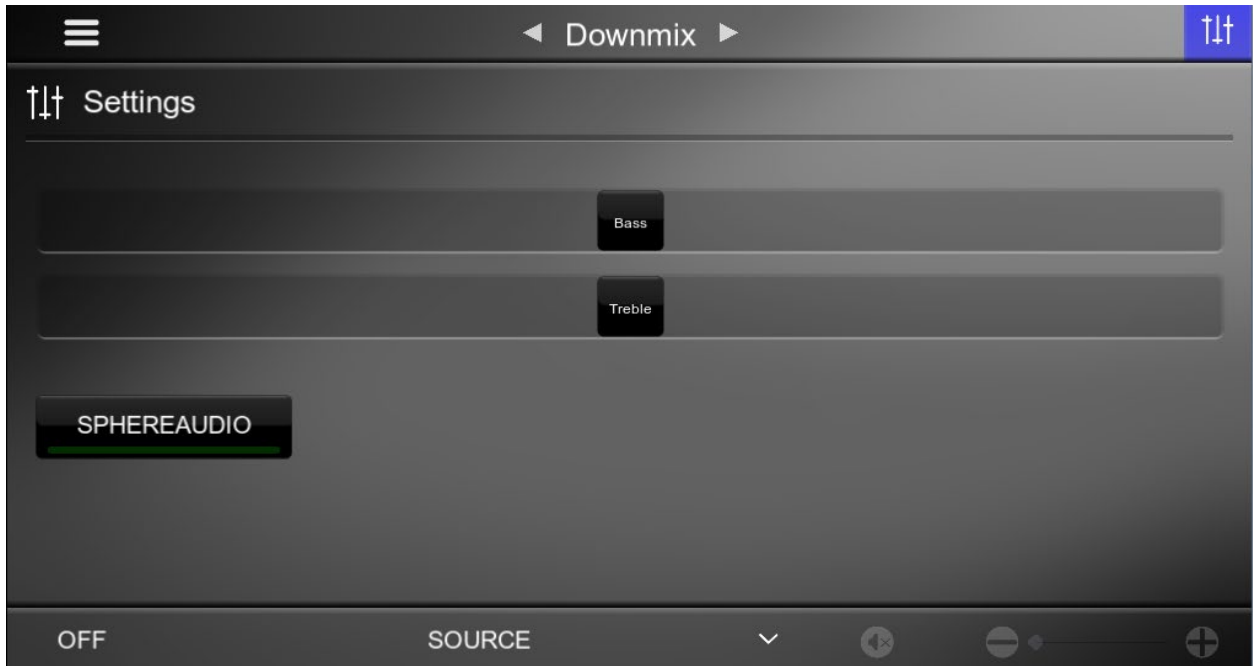 Downmix
Settings
Bass
Treble
SPHEREAUDIO
OFF SOURCE